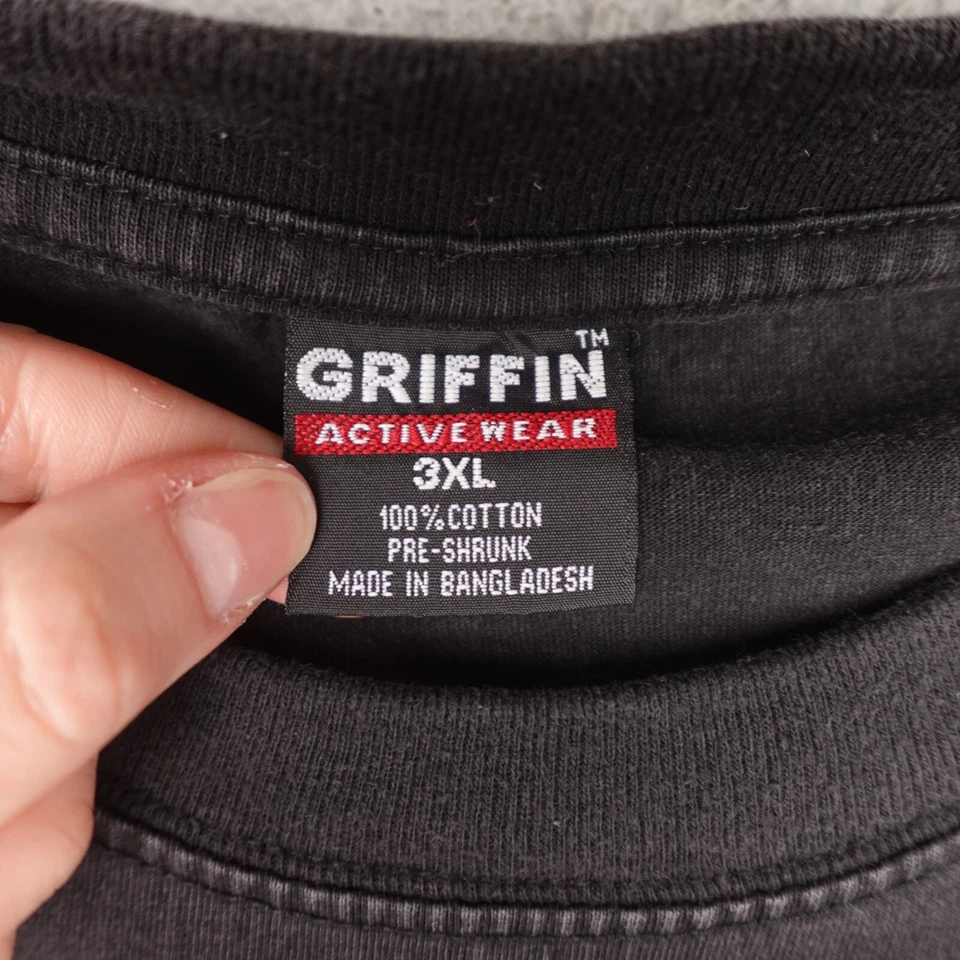 GRIFFIN™
ACTIVE WEAR
3XL
100% COTTON
PRE-SHRUNK
MADE IN BANGLADESH